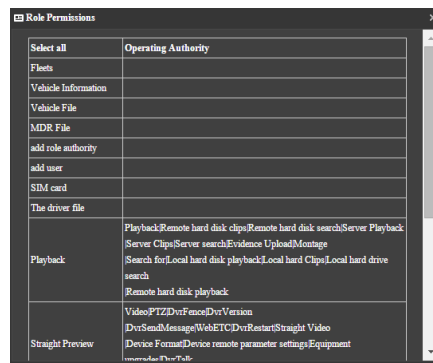 Role Permissions
Select all Operating Authority
Fleets
Vehicle Information
Vehicle File
MDR File
add role authority
add user
SIM card
The driver file
Playback|Remote hard disk clips|Remote hard disk search|Server Playback
|Server Clips|Server search|Evidence Upload|Montage
Playback |Search for|Local hard disk playback|Local hard Clips|Local hard drive
search
|Remote hard disk playback
Video|PTZ|DvrFence|DvrVersion
|DvrSendMessage|WebETC|DvrRestart|Straight Video
Straight Preview |Device Format|Device remote parameter settings|Equipment
upgrades|DvrTalk